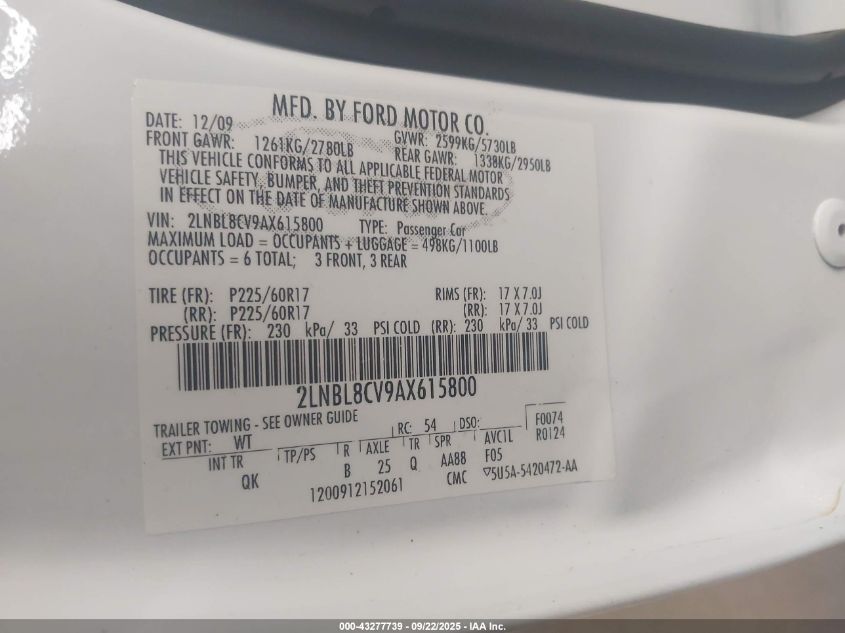 MFD. BY FORD MOTOR CO.
DATE: 12/09 GVWR: 2599KG/5730LB
FRONT GAWR: 1261KG/2780LB REAR GAWR: 1338KG/2950LB
THIS VEHICLE CONFORMS TO ALL APPLICABLE FEDERAL MOTOR
VEHICLE SAFETY, BUMPER, AND THEFT PREVENTION STANDARDS
IN EFFECT ON THE DATE OF MANUFACTURE SHOWN ABOVE.
VIN: 2LNBL8CV9AX615800 TYPE: Passenger Car
MAXIMUM LOAD = OCCUPANTS + LUGGAGE = 498KG/1100LB
OCCUPANTS = 6 TOTAL; 3 FRONT, 3 REAR
TIRE (FR): P225/60R17 RIMS (FR): 17 X 7.0J
(RR): P225/60R17 (RR): 17 X 7.0J
PRESSURE (FR): 230 kPa/ 33 PSI COLD (RR): 230 kPa/ 33 PSI COLD
2LNBL8CV9AX615800
TRAILER TOWING - SEE OWNER GUIDE
RC: 54 DSO: F0074
EXT PNT: WT R0124
INT TR TP/PS R AXLE TR SPR AVC1L
QK B 25 Q AA88 F05
1200912152061 CMC 5U5A-5420472-AA
000-43277739 - 09/22/2025 - IAA Inc.